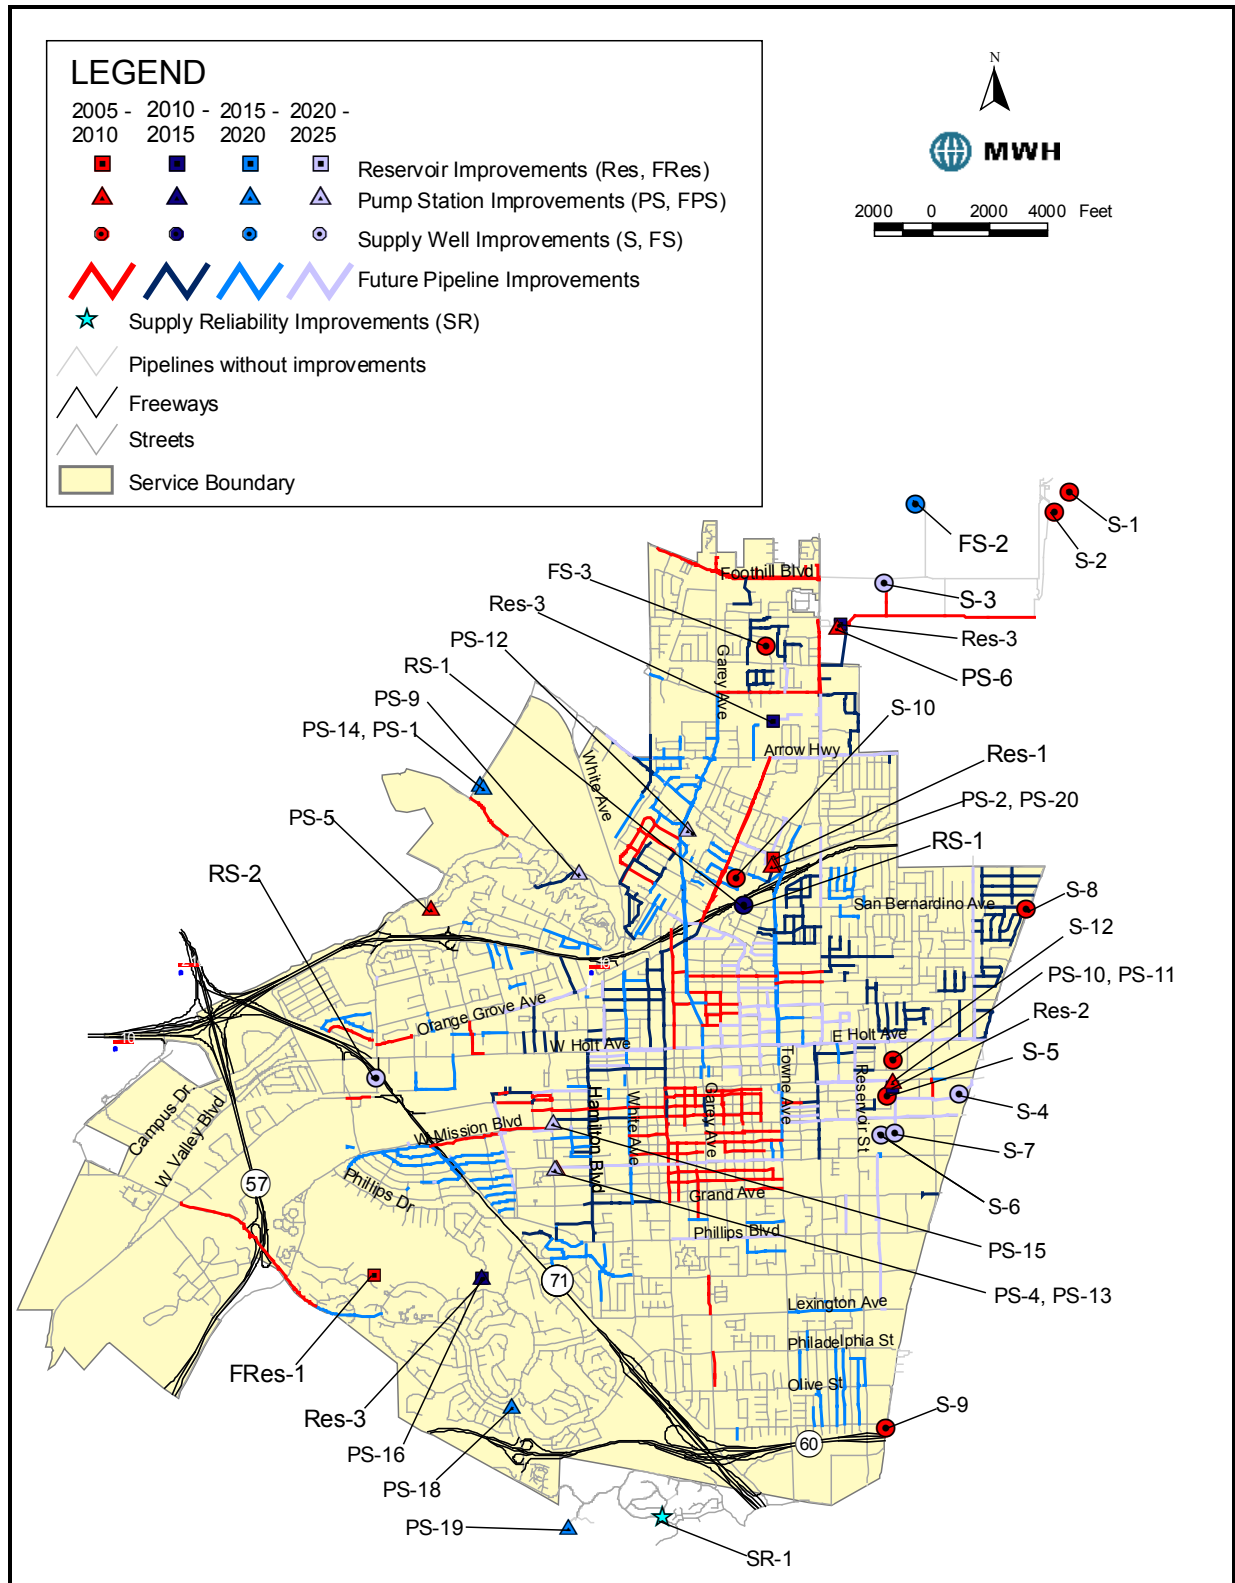 N
LEGEND
2005 - 2010 - 2015 - 2020 -
2010 2015 2020 2025
Reservoir Improvements (Res, FRes)
Pump Station Improvements (PS, FPS)
Supply Well Improvements (S, FS)
Future Pipeline Improvements
Supply Reliability Improvements (SR)
Pipelines without improvements
Freeways
Streets
Service Boundary
MWH
2000 0 2000 4000 Feet
S-1
FS-2
S-2
FS-3
Foothill Blvd
S-3
Res-3
Res-3
PS-12
RS-1
Garey Ave
PS-6
PS-9
S-10
PS-14, PS-1
Arrow Hwy
Res-1
White Ave
PS-2, PS-20
PS-5
RS-1
RS-2
San Bernardino Ave
S-8
S-12
10
PS-10, PS-11
Orange Grove Ave
Res-2
10
W Holt Ave
E Holt Ave
S-5
Campus Dr
W Valley Blvd
Hamilton Blvd
White Ave
Garey Ave
Towne Ave
Reservoir St
S-4
W Mission Blvd
S-7
57
Phillips Dr
Grand Ave
S-6
Phillips Blvd
PS-15
71
PS-4, PS-13
Lexington Ave
Philadelphia St
FRes-1
Olive St
Res-3
S-9
PS-16
60
PS-18
PS-19
SR-1